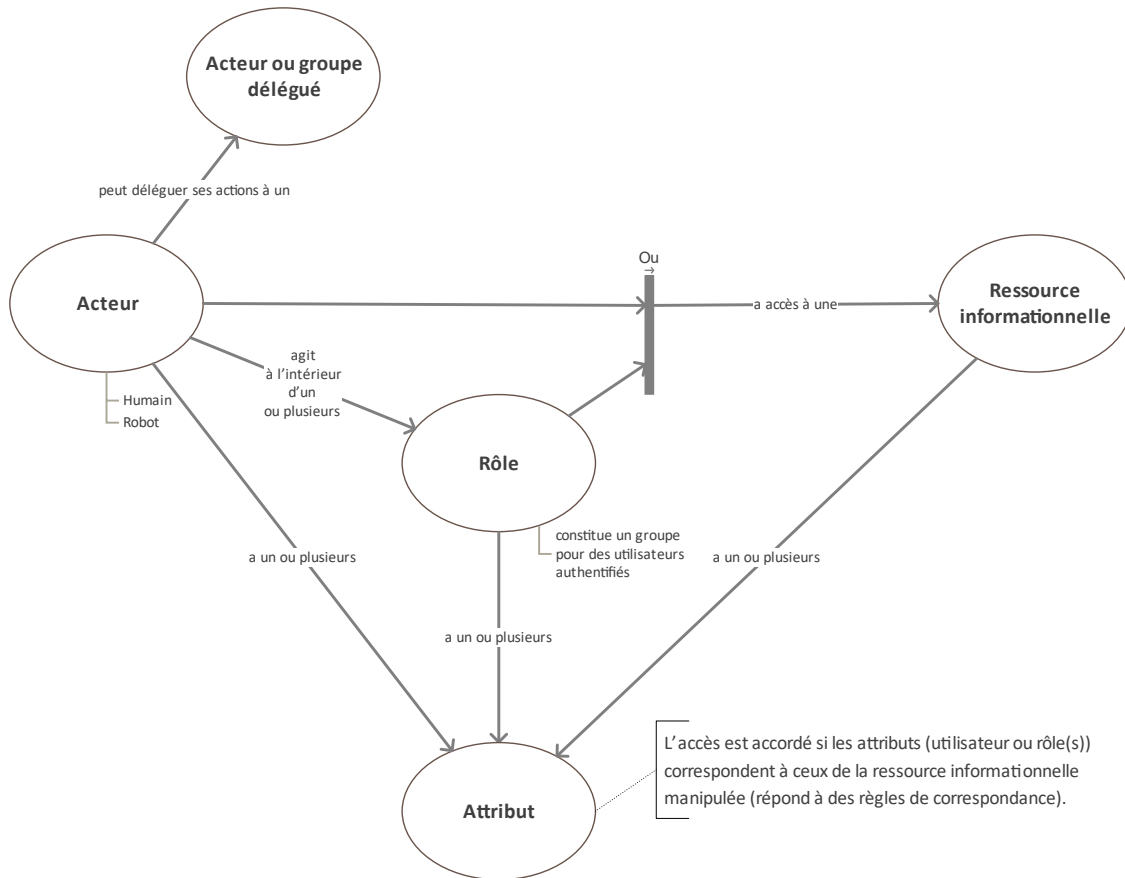 Acteur ou groupe
délégué
peut déléguer ses actions à un
Ou
Acteur
a accès à une
Ressource
informationnelle
agit
à l’intérieur
d’un
ou plusieurs
Humain
Robot
Rôle
constitue un groupe
pour des utilisateurs
authentifiés
a un ou plusieurs
a un ou plusieurs
a un ou plusieurs
L’accès est accordé si les attributs (utilisateur ou rôle(s))
correspondent à ceux de la ressource informationnelle
manipulée (répond à des règles de correspondance).
Attribut